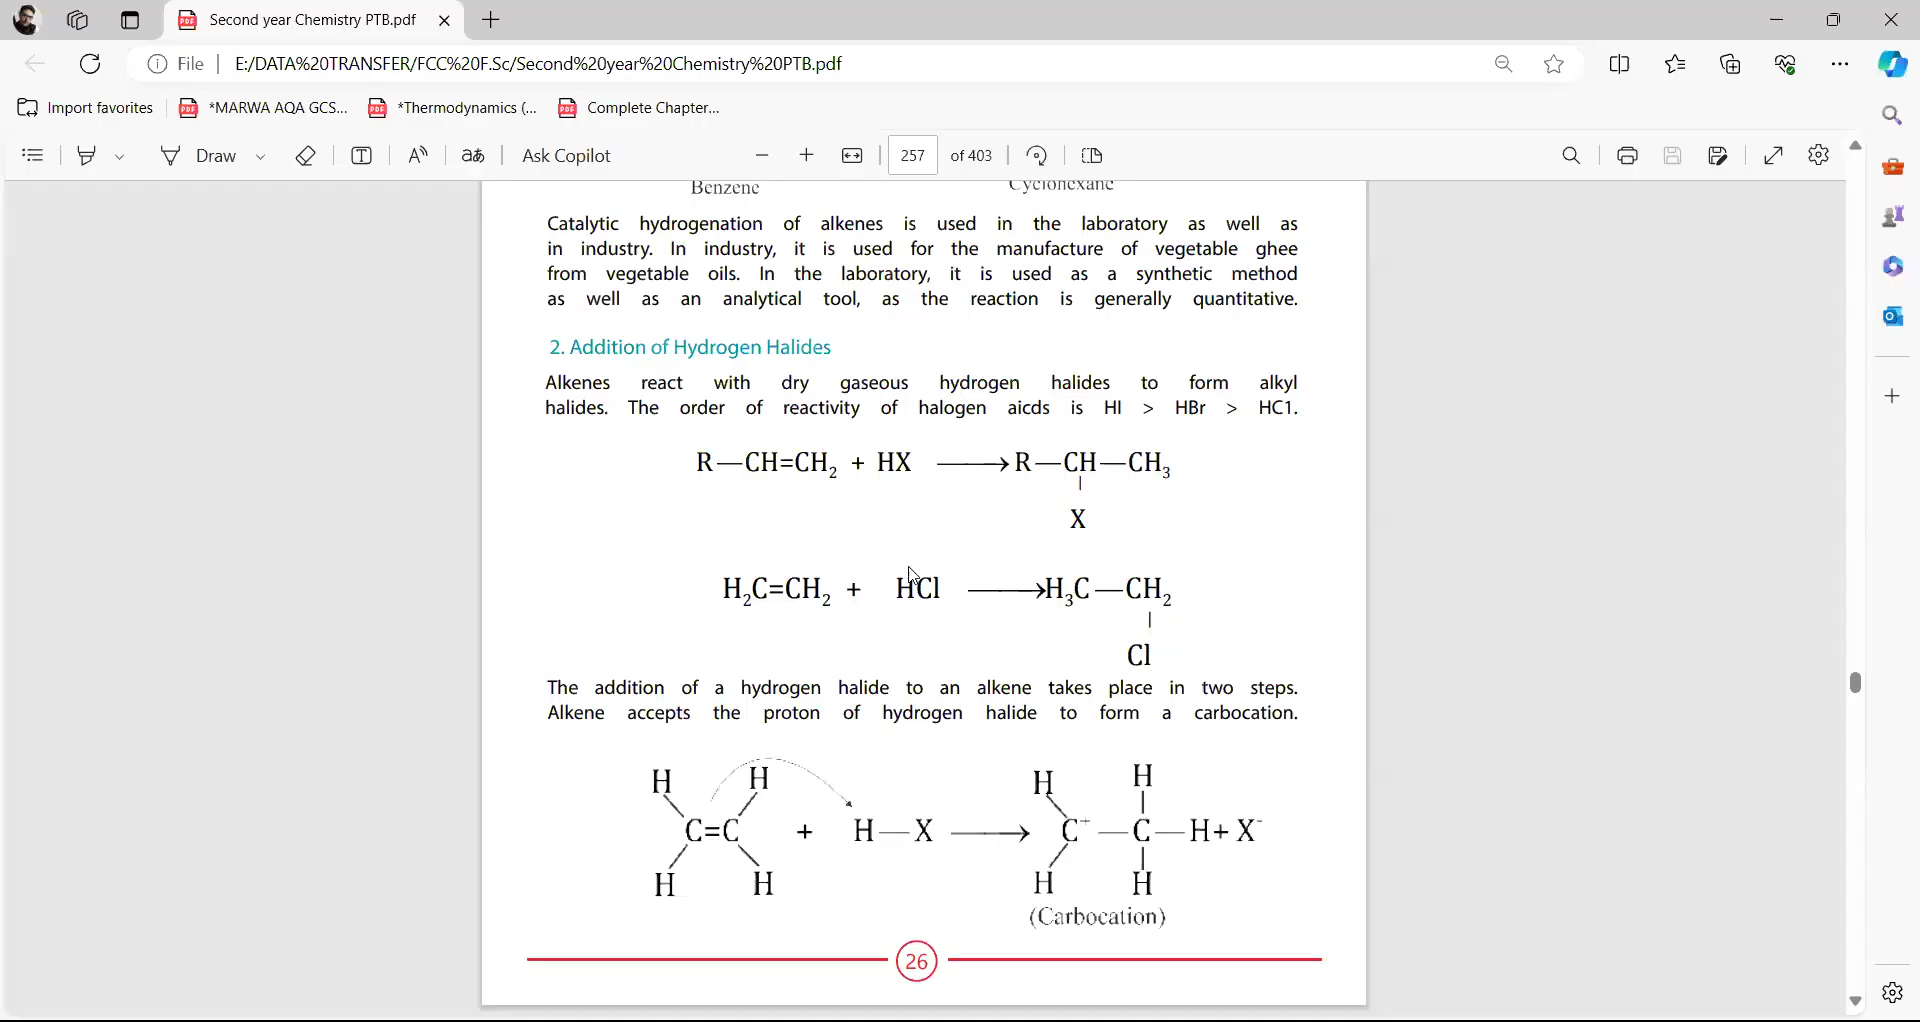 Second year Chemistry PTB.pdf
File
E:/DATA%20TRANSFER/FCC%20F.Sc/Second%20year%20Chemistry%20PTB.pdf
Import favorites
*MARWA AQA GCS...
*Thermodynamics (...
Complete Chapter...
Draw
Ask Copilot
257 of 403
Benzene
Cyclohexane
Catalytic hydrogenation of alkenes is used in the laboratory as well as
in industry. In industry, it is used for the manufacture of vegetable ghee
from vegetable oils. In the laboratory, it is used as a synthetic method
as well as an analytical tool, as the reaction is generally quantitative.
2. Addition of Hydrogen Halides
Alkenes react with dry gaseous hydrogen halides to form alkyl
halides. The order of reactivity of halogen aicds is HI > HBr > HC1.
R—CH=CH₂ + HX ⟶ R—CH—CH₃
|
X
H₂C=CH₂ + HCl ⟶ H₃C—CH₂
|
Cl
The addition of a hydrogen halide to an alkene takes place in two steps.
Alkene accepts the proton of hydrogen halide to form a carbocation.
H H H H
C=C + H—X ⟶ C⁺—C—H+ X⁻
H H H H
(Carbocation)
26